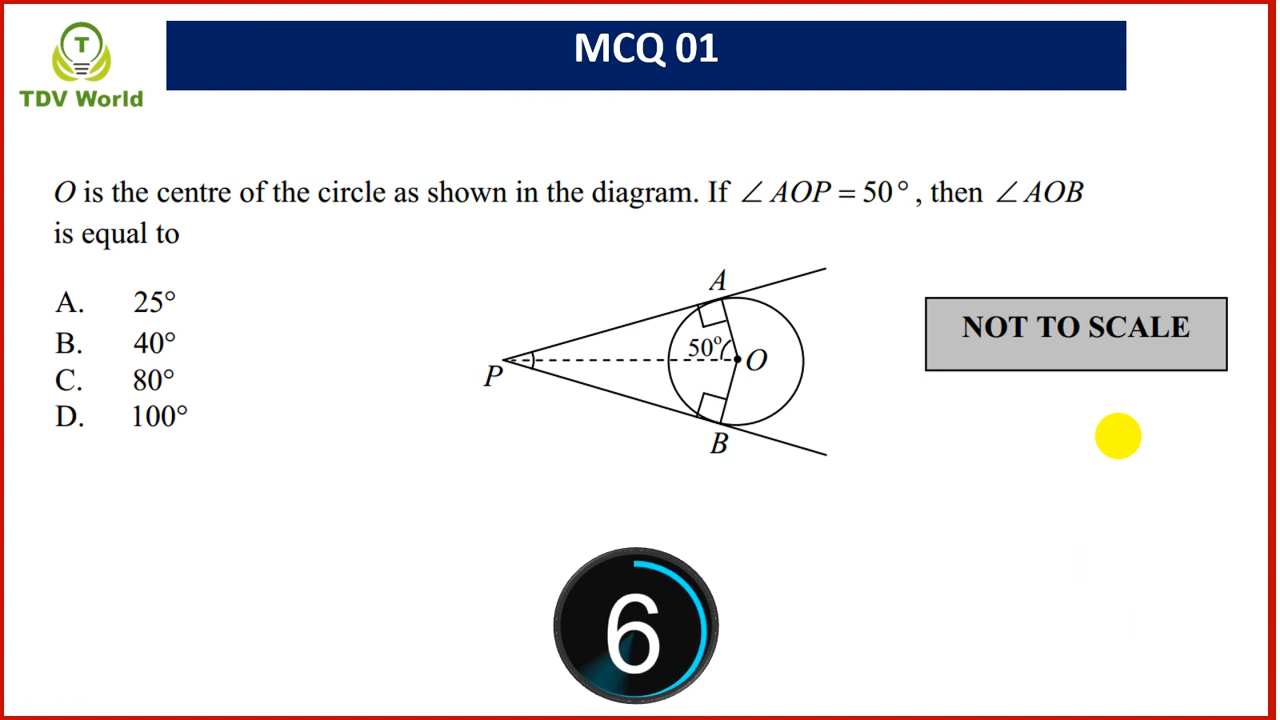 MCQ 01
T
TDV World
O is the centre of the circle as shown in the diagram. If ∠AOP = 50°, then ∠AOB
is equal to
A. 25°
B. 40°
C. 80°
D. 100°
A
50°
O
P
B
NOT TO SCALE
6